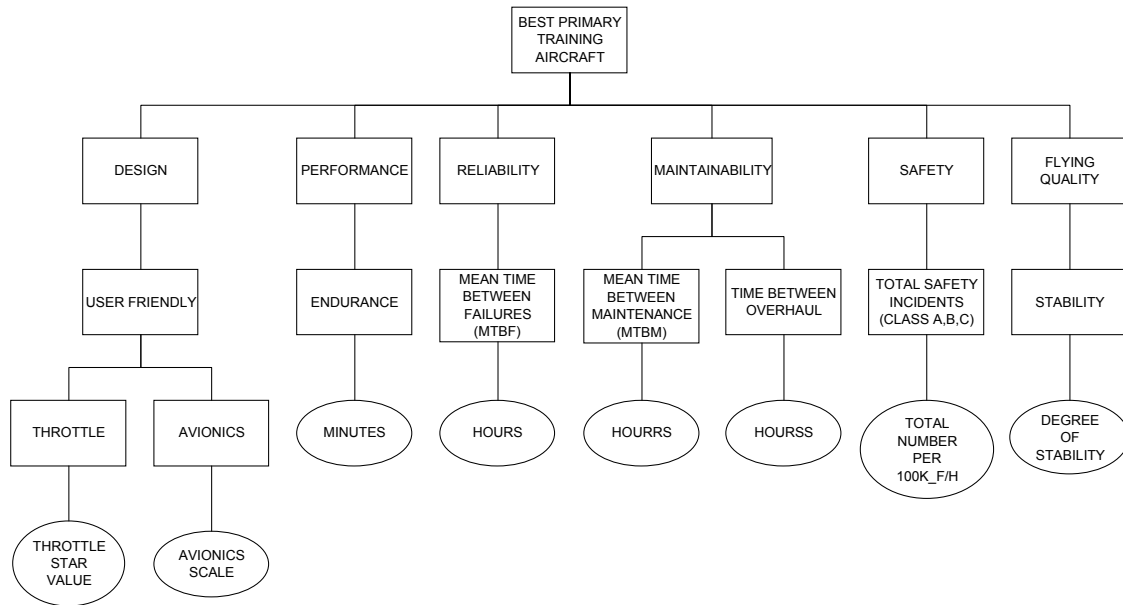 BEST PRIMARY
TRAINING
AIRCRAFT
DESIGN
PERFORMANCE
RELIABILITY
MAINTAINABILITY
SAFETY
FLYING
QUALITY
USER FRIENDLY
ENDURANCE
MEAN TIME
BETWEEN
FAILURES
(MTBF)
MEAN TIME
BETWEEN
MAINTENANCE
(MTBM)
TIME BETWEEN
OVERHAUL
TOTAL SAFETY
INCIDENTS
(CLASS A,B,C)
STABILITY
THROTTLE
AVIONICS
MINUTES
HOURS
HOURRS
HOURSS
TOTAL
NUMBER
PER
100K_F/H
DEGREE
OF
STABILITY
THROTTLE
STAR
VALUE
AVIONICS
SCALE